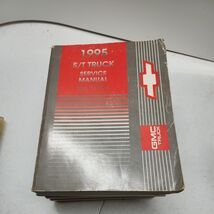 1995
S/T TRUCK
SERVICE
MANUAL
GMC
TRUCK